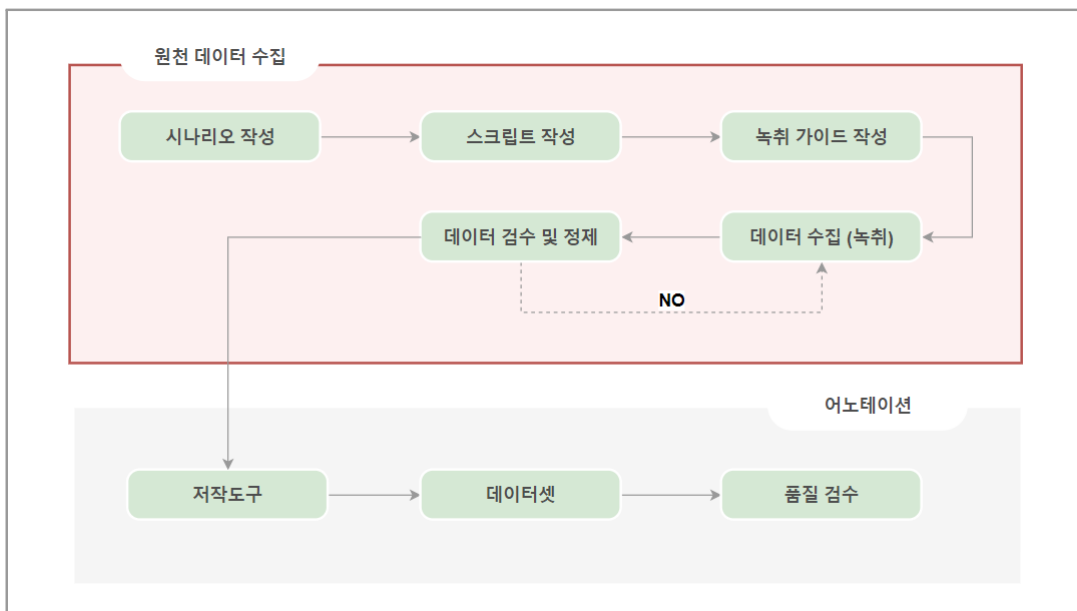 원천 데이터 수집
시나리오 작성
스크립트 작성
녹취 가이드 작성
데이터 검수 및 정제
데이터 수집 (녹취)
NO
어노테이션
저작도구
데이터셋
품질 검수